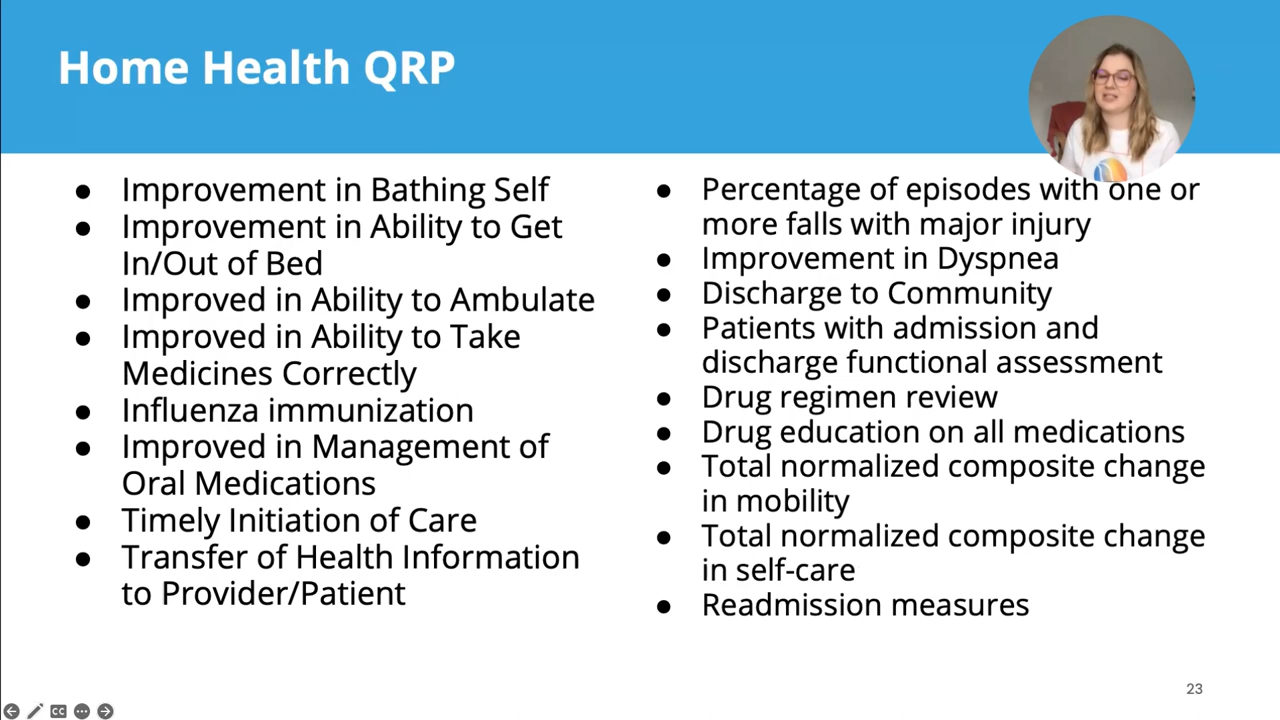 Home Health QRP
● Improvement in Bathing Self
● Improvement in Ability to Get
In/Out of Bed
● Improved in Ability to Ambulate
● Improved in Ability to Take
Medicines Correctly
● Influenza immunization
● Improved in Management of
Oral Medications
● Timely Initiation of Care
● Transfer of Health Information
to Provider/Patient
● Percentage of episodes with one or
more falls with major injury
● Improvement in Dyspnea
● Discharge to Community
● Patients with admission and
discharge functional assessment
● Drug regimen review
● Drug education on all medications
● Total normalized composite change
in mobility
● Total normalized composite change
in self-care
● Readmission measures
23
CC